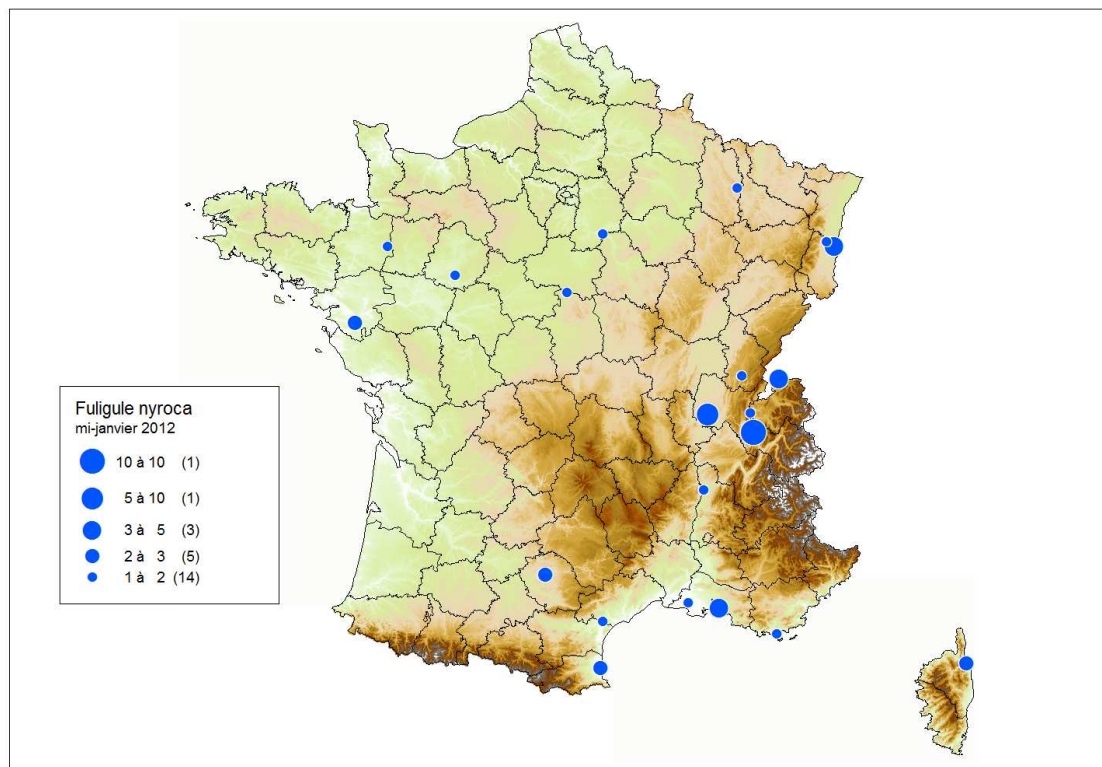 Fuligule nyroca
mi-janvier 2012
10 à 10 (1)
5 à 10 (1)
3 à 5 (3)
2 à 3 (5)
1 à 2 (14)